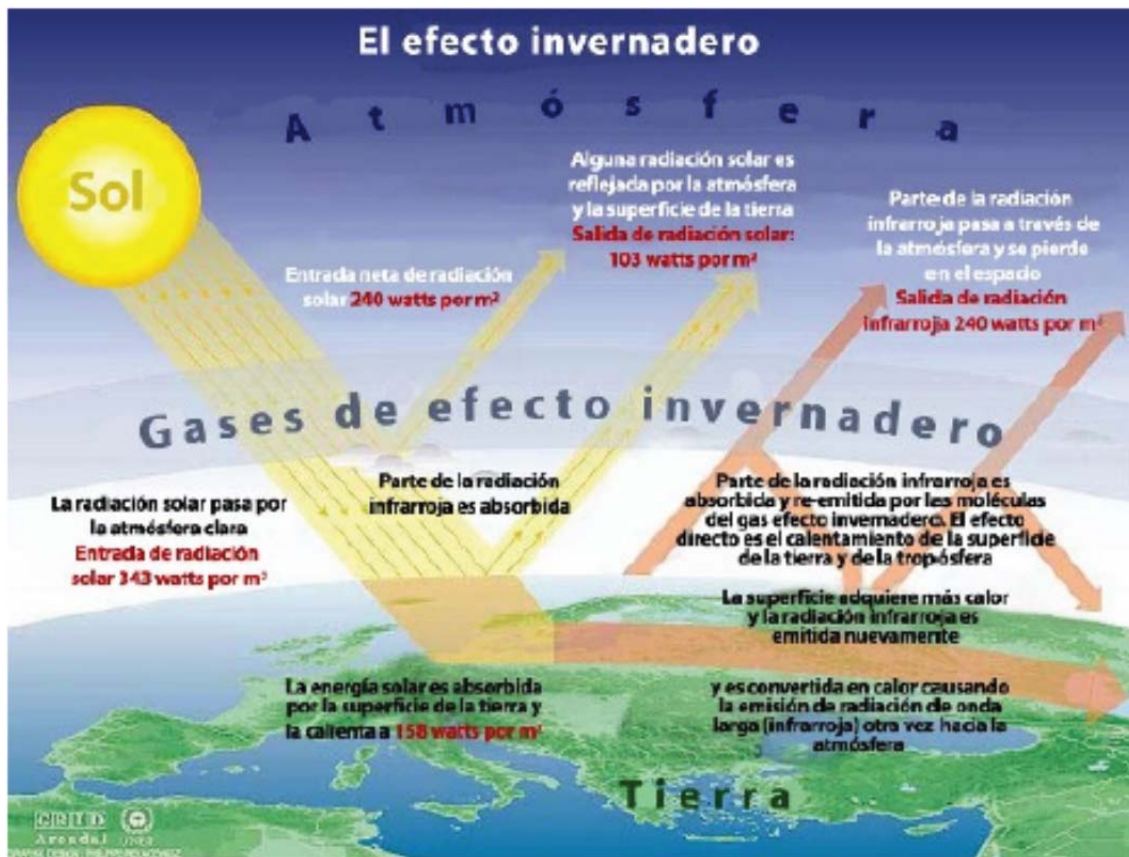 El efecto invernadero
Atmósfera
Sol
Alguna radiación solar es
reflejada por la atmósfera
y la superficie de la tierra
Salida de radiación solar:
103 watts por m²
Parte de la radiación
infrarroja pasa a través de
la atmósfera y se pierde
en el espacio
Salida de radiación
infrarroja 240 watts por m²
Entrada neta de radiación
solar 240 watts por m²
Gases de efecto invernadero
La radiación solar pasa por
la atmósfera clara
Entrada de radiación
solar 343 watts por m²
Parte de la radiación
infrarroja es absorbida
Parte de la radiación infrarroja es
absorbida y re-emitida por las moléculas
del gas efecto invernadero. El efecto
directo es el calentamiento de la superficie
de la tierra y de la tropósfera
La superficie adquiere más calor
y la radiación infrarroja es
emitida nuevamente
La energía solar es absorbida
por la superficie de la tierra y
la calienta a 158 watts por m²
y es convertida en calor causando
la emisión de radiación de onda
larga (infrarroja) otra vez hacia la
atmósfera
Tierra
GRID
Arendal UNEP